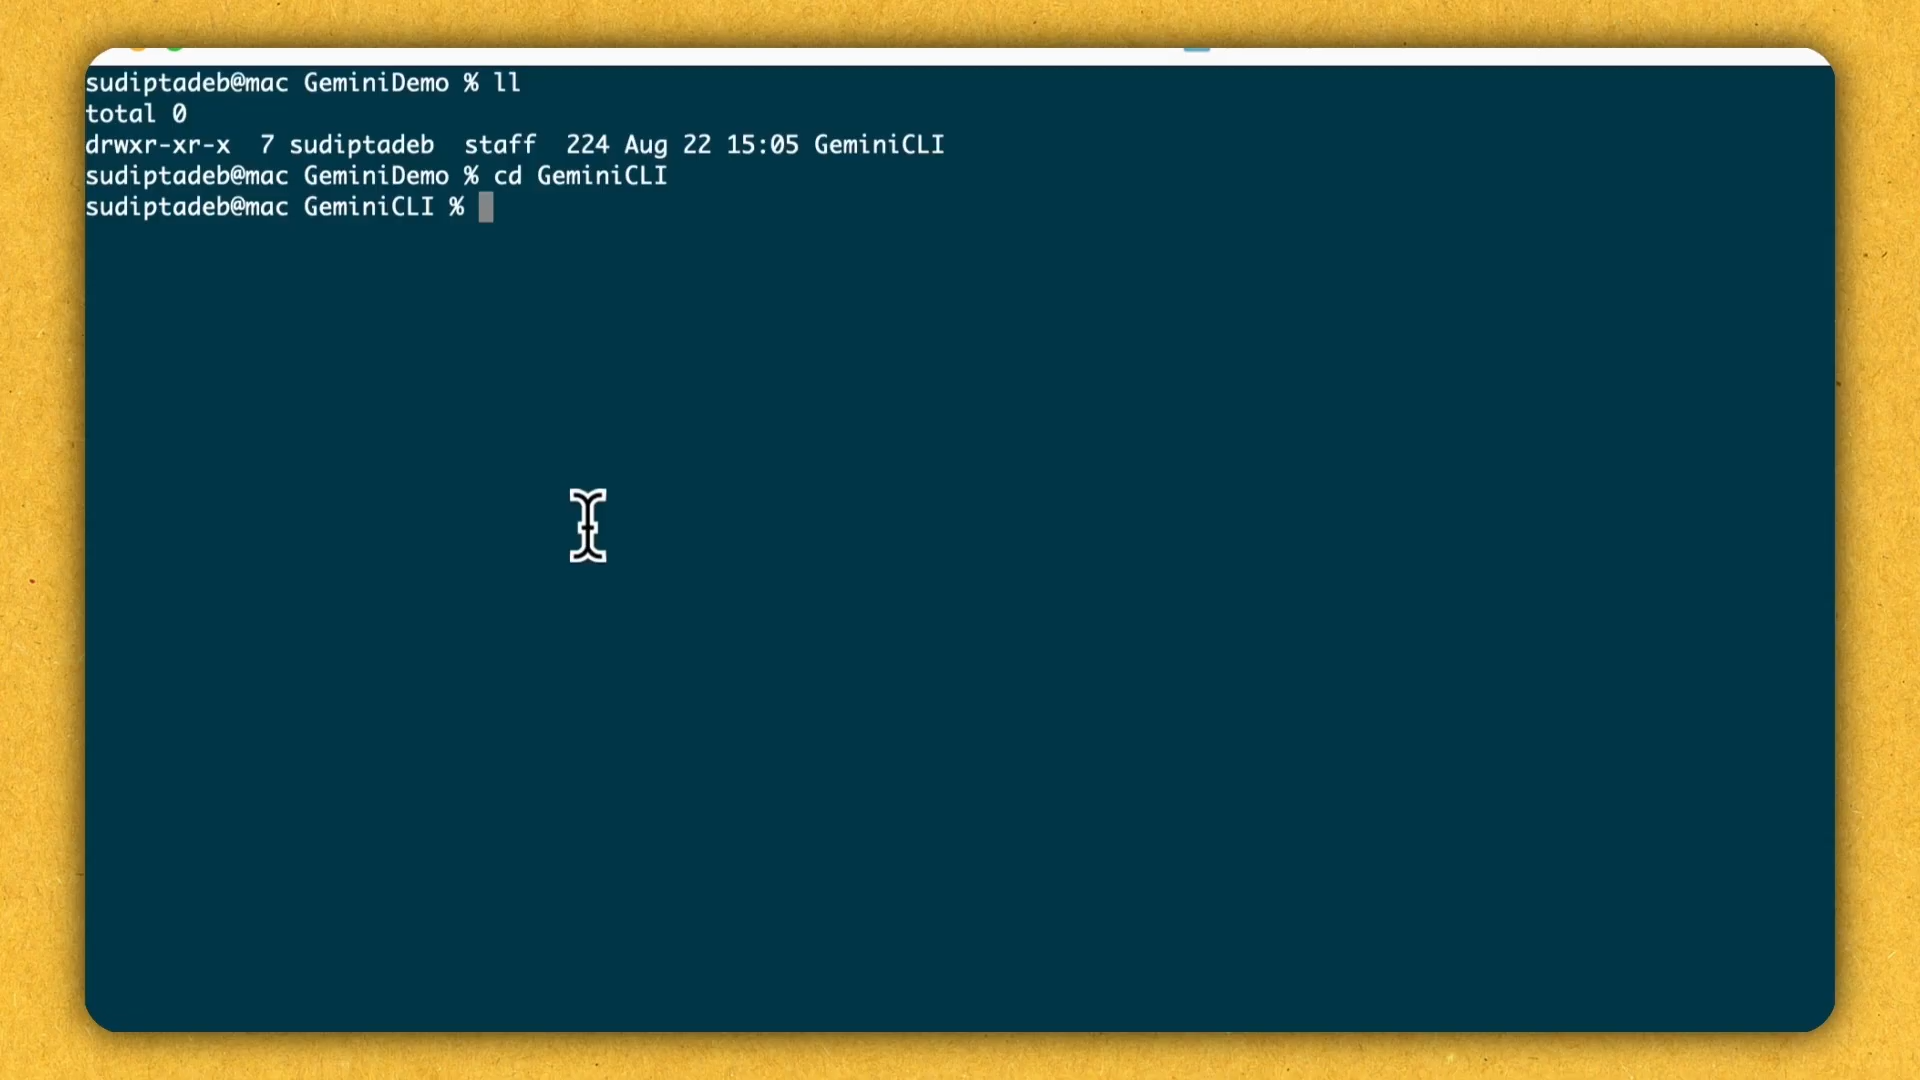 sudiptadeb@mac GeminiDemo % ll
total 0
drwxr-xr-x  7 sudiptadeb  staff  224 Aug 22 15:05 GeminiCLI
sudiptadeb@mac GeminiDemo % cd GeminiCLI
sudiptadeb@mac GeminiCLI %